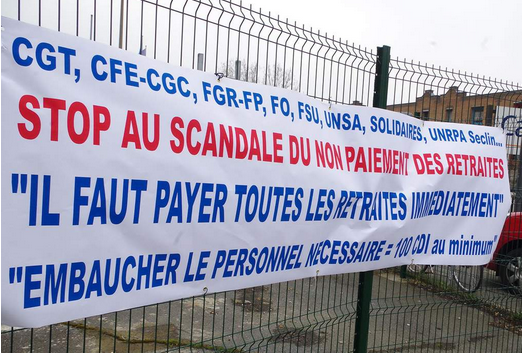 CGT, CFE-CGC, FGR-FP, FO, FSU, UNSA, SOLIDAIRES, UNRPA Seclin...
STOP AU SCANDALE DU NON PAIEMENT DES RETRAITES
"IL FAUT PAYER TOUTES LES RETRAITES IMMEDIATEMENT"
"EMBAUCHER LE PERSONNEL NECESSAIRE = 100 CDI au minimum"